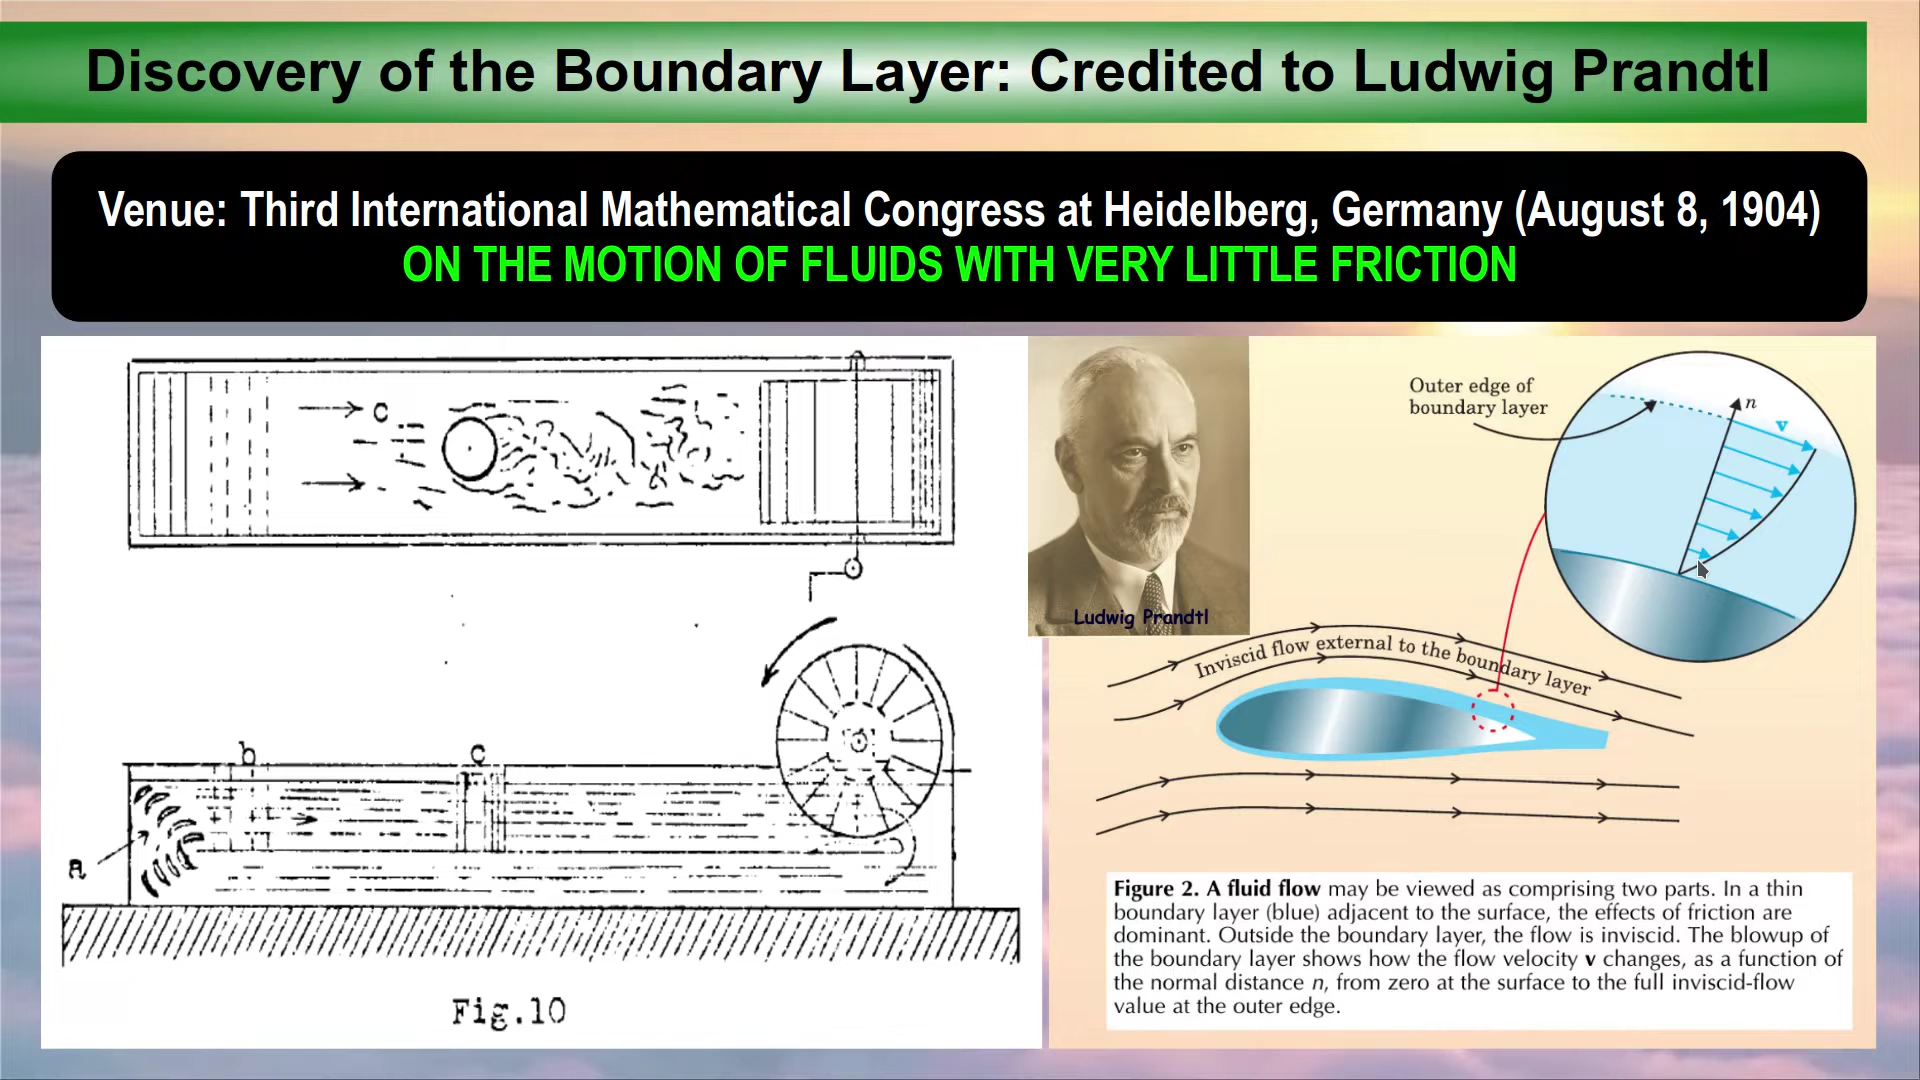 Discovery of the Boundary Layer: Credited to Ludwig Prandtl
Venue: Third International Mathematical Congress at Heidelberg, Germany (August 8, 1904)
ON THE MOTION OF FLUIDS WITH VERY LITTLE FRICTION
c
b
c
a
Fig.10
Ludwig Prandtl
Outer edge of
boundary layer
n
v
Inviscid flow external to the boundary layer
Figure 2. A fluid flow may be viewed as comprising two parts. In a thin
boundary layer (blue) adjacent to the surface, the effects of friction are
dominant. Outside the boundary layer, the flow is inviscid. The blowup of
the boundary layer shows how the flow velocity v changes, as a function of
the normal distance n, from zero at the surface to the full inviscid-flow
value at the outer edge.